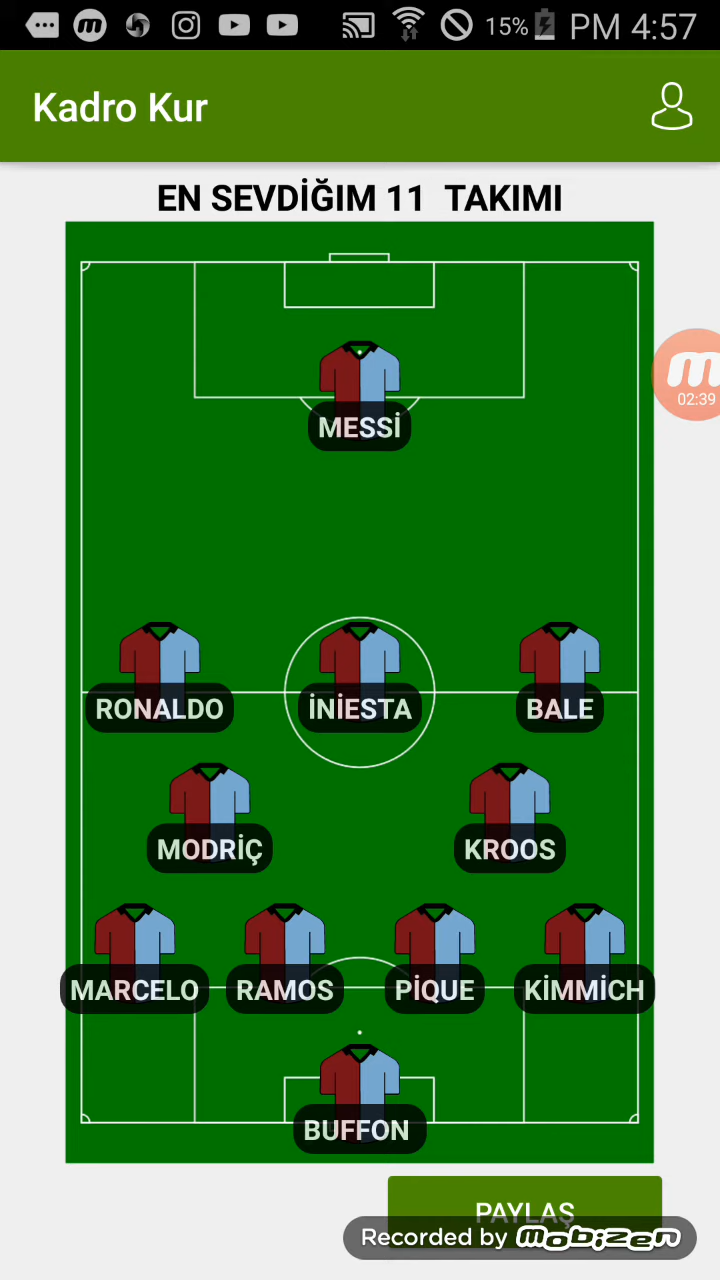 15% PM 4:57
Kadro Kur
EN SEVDİĞIM 11 TAKIMI
MESSİ
02:39
RONALDO İNİESTA BALE
MODRİÇ KROOS
MARCELO RAMOS PİQUE KİMMİCH
BUFFON
PAYLAŞ
Recorded by mobizen